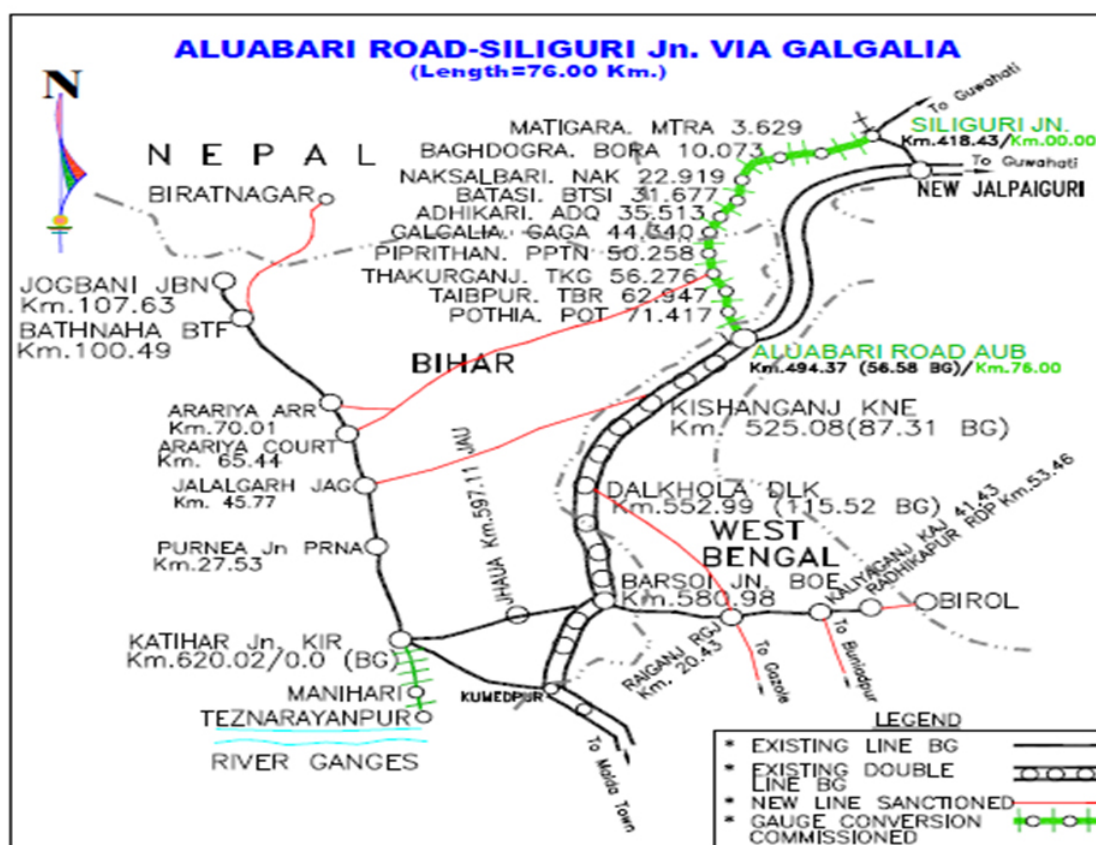 ALUABARI ROAD-SILIGURI Jn. VIA GALGALIA
(Length=76.00 Km.)
N
To Guwahati
MATIGARA. MTRA 3.629
SILIGURI JN.
Km.418.43/Km.00.00
NEPAL
BAGHDOGRA. BORA 10.073
To Guwahati
NAKSALBARI. NAK 22.919
NEW JALPAIGURI
BIRATNAGAR
BATASI. BTSI 31.677
ADHIKARI. ADQ 35.513
GALGALIA. GAGA 44.340
PIPRITHAN. PPTN 50.258
JOGBANI JBN
Km.107.63
THAKURGANJ. TKG 56.276
TAIBPUR. TBR 62.947
BATHNAHA BTF
Km.100.49
POTHIA. POT 71.417
BIHAR
ALUABARI ROAD AUB
Km.494.37 (56.58 BG)/Km.76.00
ARARIYA ARR
Km.70.01
KISHANGANJ KNE
Km. 525.08(87.31 BG)
ARARIYA COURT
Km. 65.44
JALALGARH JAG
Km. 45.77
JHAUA Km.597.11 JAU
DALKHOLA DLK
Km.552.99 (115.52 BG)
WEST
BENGAL
PURNEA Jn PRNA
Km.27.53
KALIYAGANJ KAJ 41.43
RADHIKAPUR RDP Km.53.46
BARSOI JN. BOE
Km.580.98
BIROL
KATIHAR Jn. KIR
Km.620.02/0.0 (BG)
RAIGANJ RGJ
Km. 20.43
To Gazole
To Buniadpur
MANIHARI
KUMEDPUR
TEZNARAYANPUR
RIVER GANGES
To Malda Town
LEGEND
* EXISTING LINE BG
* EXISTING DOUBLE
LINE BG
* NEW LINE SANCTIONED
* GAUGE CONVERSION
COMMISSIONED